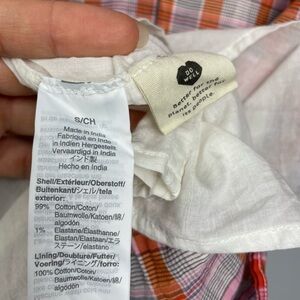 DO
WELL
Better for the
planet, better for
its people.
S/CH
Made in India
Fabriqué en Inde
In Indien Hergestellt
Vervaardigd in India
インド製
Hecho en India
Shell/Extérieur/Oberstoff/
Buitenkant/シェル/tela
exterior:
99% Cotton/Coton/
Baumwolle/Katoen/綿/
algodón
1% Elastane/Élasthanne/
Elastan/Elastaan/エラ
ステーン/elastano
Lining/Doublure/Futter/
Voering/ライニング/forro:
100% Cotton/Coton/
Baumwolle/Katoen/綿/
algodón